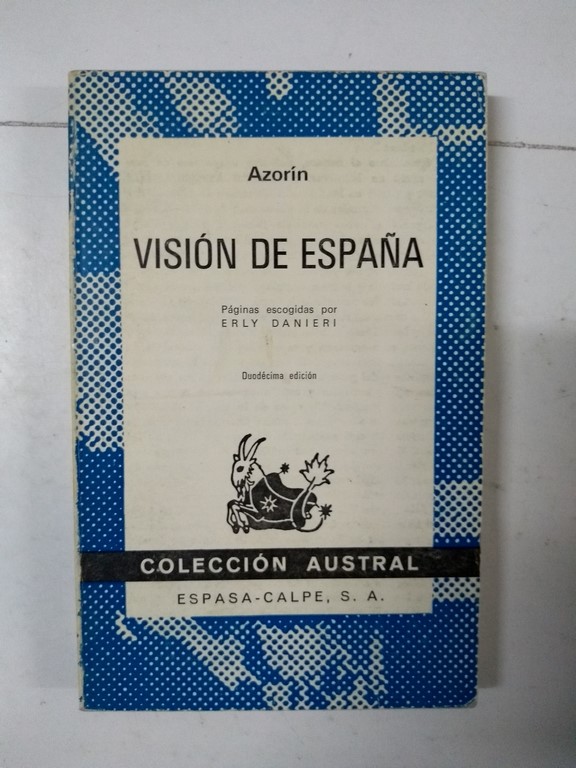 Azorín
VISIÓN DE ESPAÑA
Páginas escogidas por
ERLY DANIERI
Duodécima edición
COLECCIÓN AUSTRAL
ESPASA-CALPE, S. A.